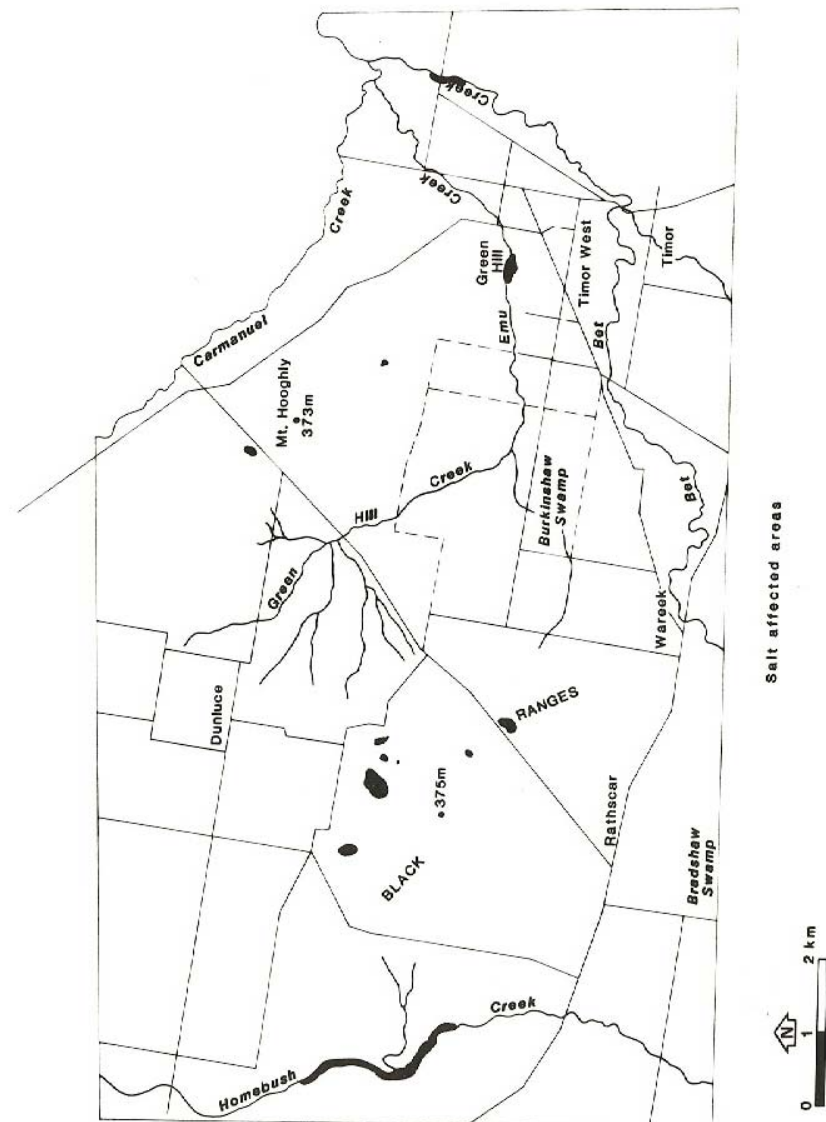 Creek
Creek
Creek
Carmanuel
Green
Hill
Timor West
Timor
Emu
Bet
Mt. Hooghly
373m
Creek
Hill
Green
Burkinshaw
Swamp
Bet
Wareek
Dunluce
RANGES
375m
Rathscar
BLACK
Bradshaw
Swamp
Creek
Homebush
Salt affected areas
N
0 1 2 km